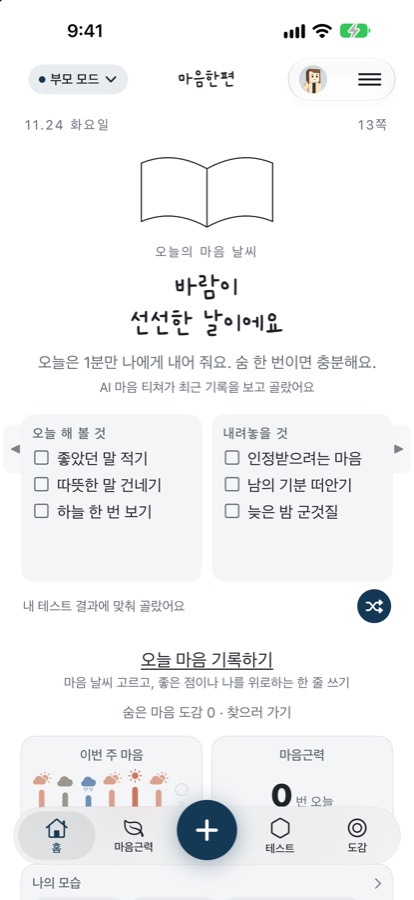 9:41
부모 모드
마음한편
11.24 화요일
13쪽
오늘의 마음 날씨
바람이
선선한 날이에요
오늘은 1분만 나에게 내어 줘요. 숨 한 번이면 충분해요.
AI 마음 티쳐가 최근 기록을 보고 골랐어요
오늘 해 볼 것
좋았던 말 적기
따뜻한 말 건네기
하늘 한 번 보기
내려놓을 것
인정받으려는 마음
남의 기분 떠안기
늦은 밤 군것질
내 테스트 결과에 맞춰 골랐어요
오늘 마음 기록하기
마음 날씨 고르고, 좋은 점이나 나를 위로하는 한 줄 쓰기
숨은 마음 도감 0 · 찾으러 가기
이번 주 마음
마음근력
0번 오늘
홈
마음근력
테스트
도감
나의 모습